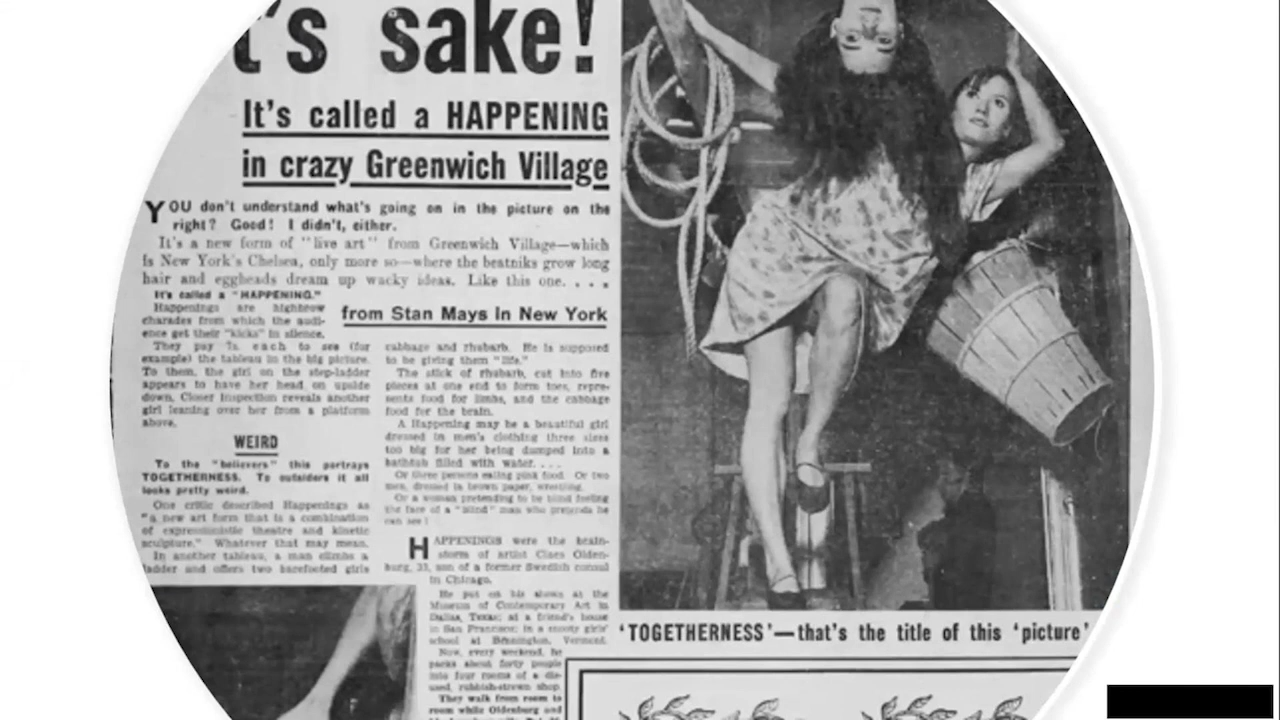 t's sake!
It's called a HAPPENING
in crazy Greenwich Village
YOU don't understand what's going on in the picture on the
right? Good! I didn't, either.
It's a new form of "live art" from Greenwich Village—which
is New York's Chelsea, only more so—where the beatniks grow long
hair and eggheads dream up wacky ideas. Like this one. . . .
It's called a "HAPPENING."
Happenings are highbrow
charades from which the audi-
ence get their "kicks" in silence.
They pay 7s. each to see (for
example) the tableau in the big picture.
To them, the girl on the step-ladder
appears to have her head on upside
down. Closer inspection reveals another
girl leaning over her from a platform
above.
WEIRD
To the "believers" this portrays
TOGETHERNESS. To outsiders it all
looks pretty weird.
One critic described Happenings as
"a new art form that is a combination
of expressionistic theatre and kinetic
sculpture." Whatever that may mean.
In another tableau, a man climbs a
ladder and offers two barefooted girls
from Stan Mays in New York
cabbage and rhubarb. He is supposed
to be giving them "life."
The stick of rhubarb, cut into five
pieces at one end to form toes, repre-
sents food for limbs, and the cabbage
food for the brain.
A Happening may be a beautiful girl
dressed in men's clothing three sizes
too big for her being dumped into a
bathtub filled with water. . . .
Or three persons eating pink food. Or two
men, dressed in brown paper, wrestling.
Or a woman pretending to be blind feeling
the face of a "blind" man who pretends he
can see!
HAPPENINGS were the brain-
storm of artist Claes Olden-
burg, 33, son of a former Swedish consul
in Chicago.
He put on his shows at the
Museum of Contemporary Art in
Dallas, Texas; at a friend's house
in San Francisco; in a snooty girls'
school at Bennington, Vermont.
Now, every weekend, he
packs about forty people
into four rooms of a dis-
used, rubbish-strewn shop.
They walk from room to
room while Oldenburg and
'TOGETHERNESS'—that's the title of this 'picture'